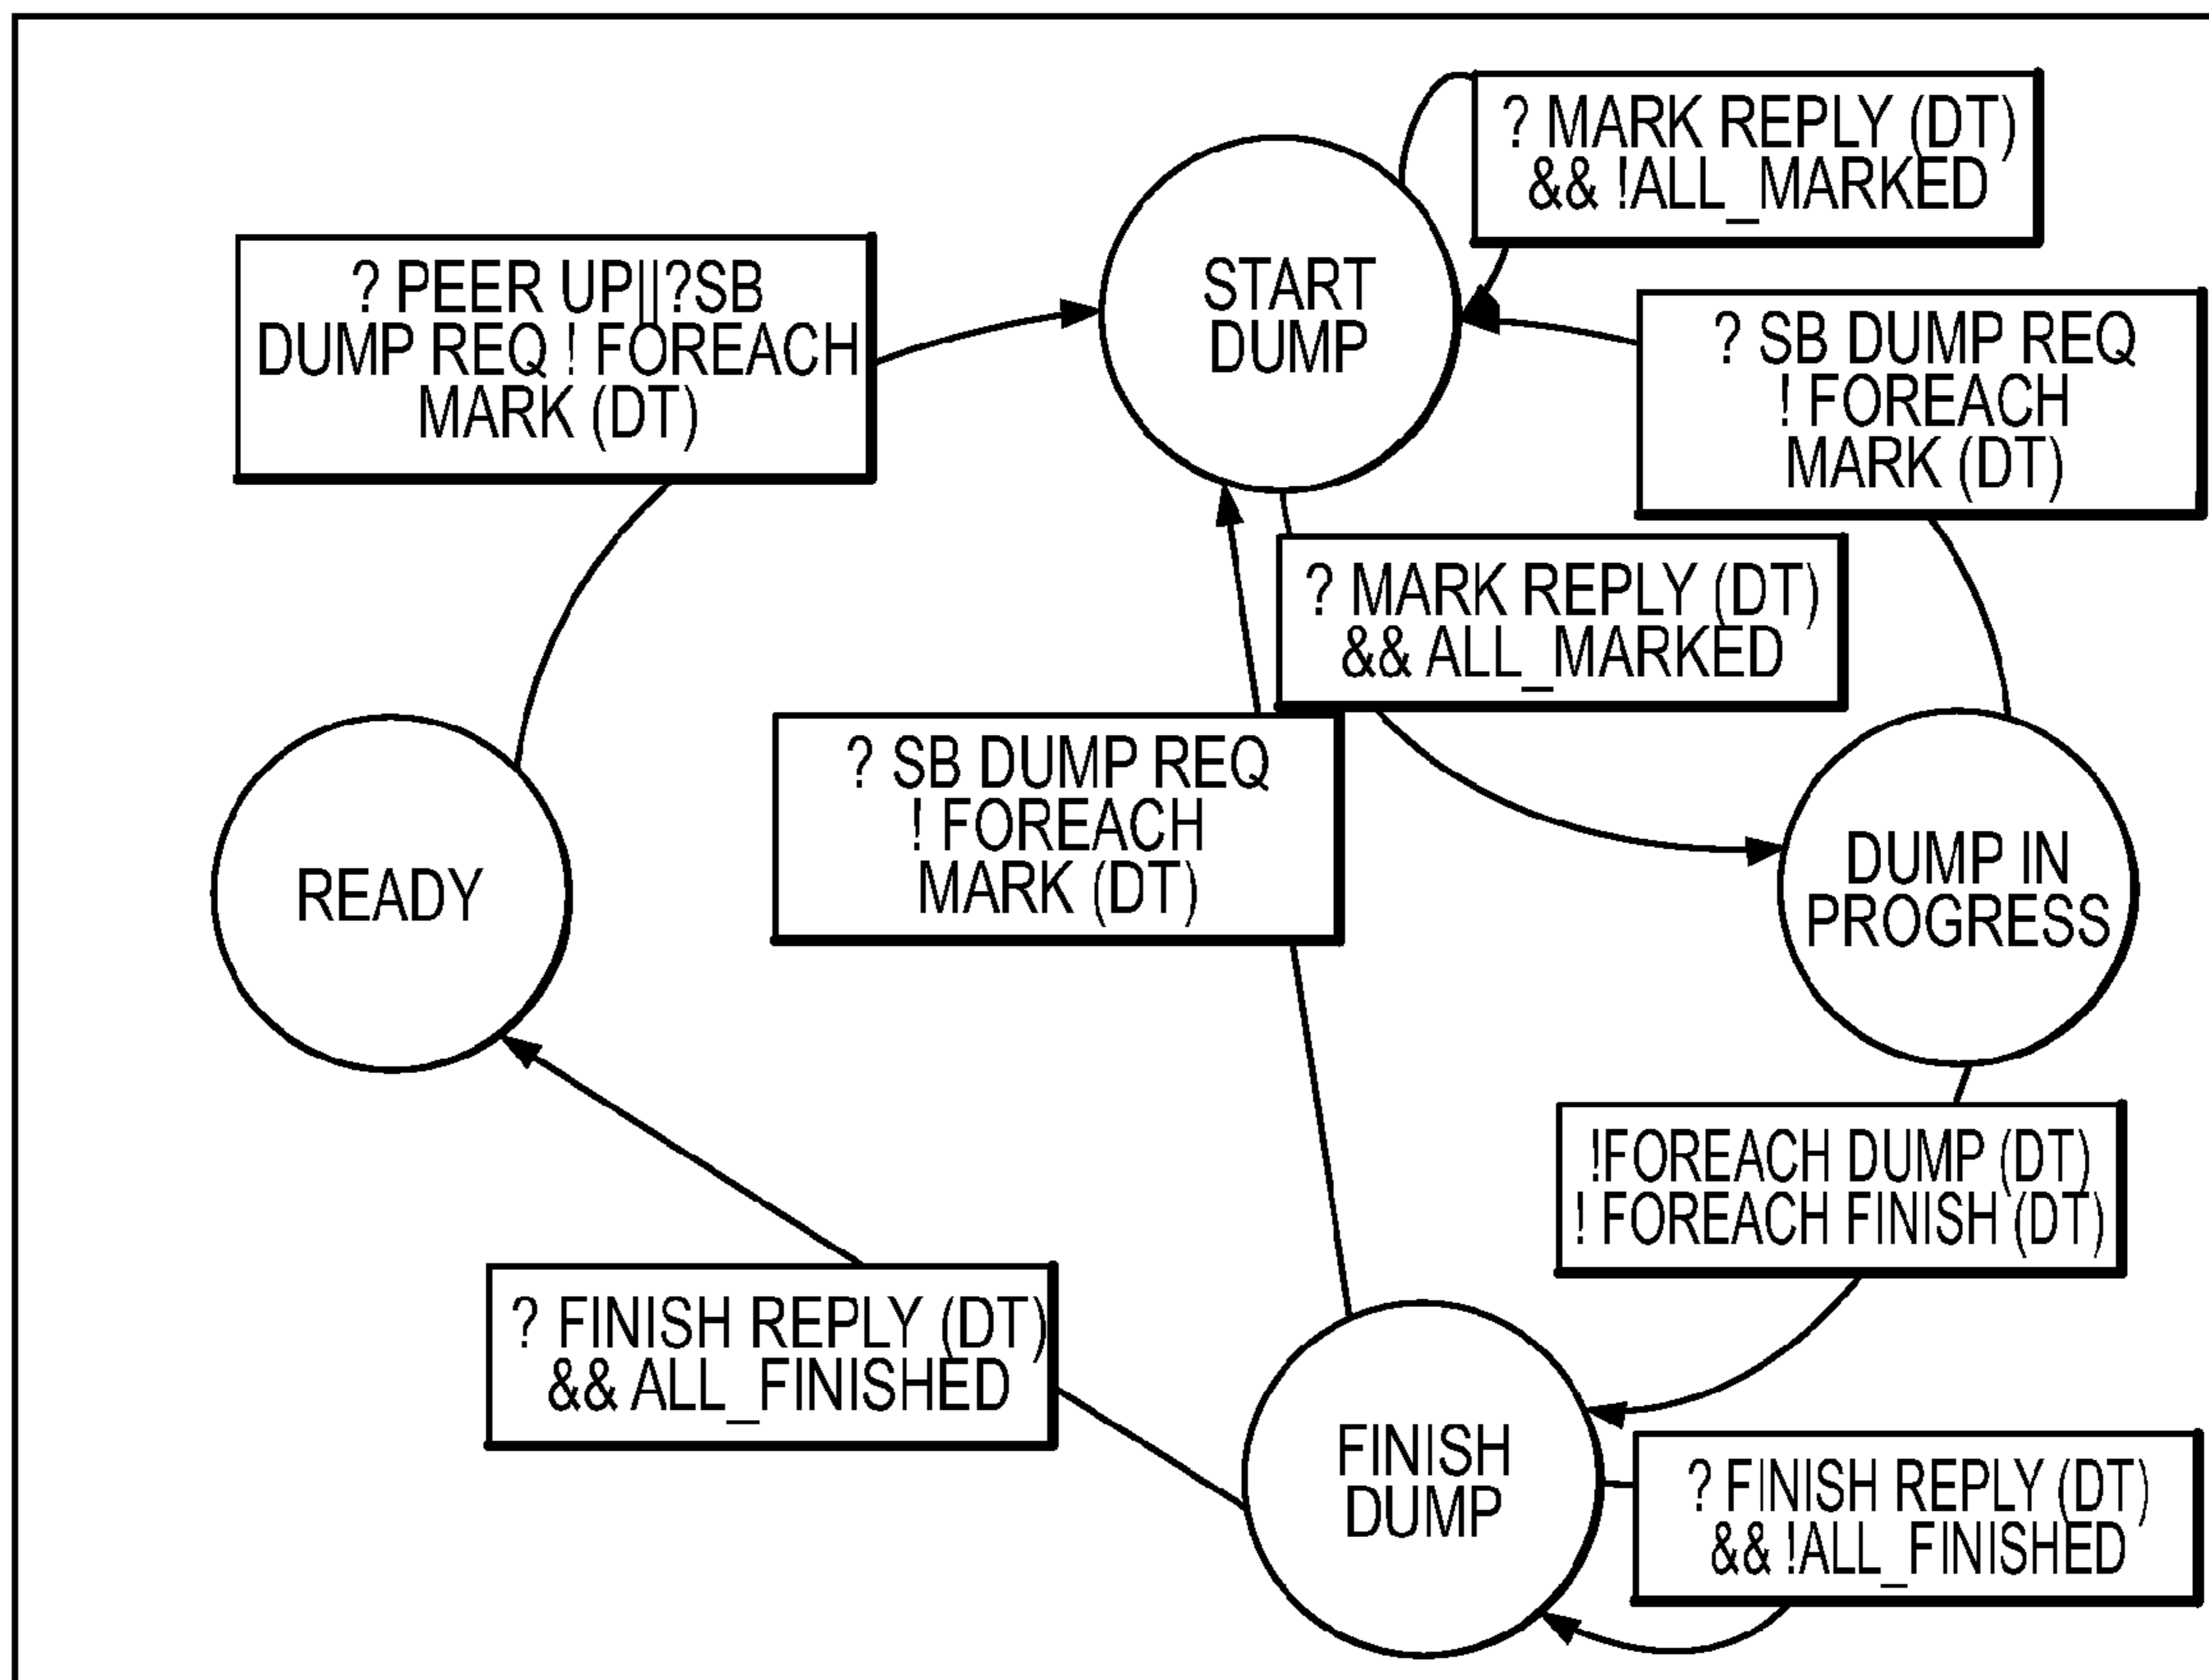 ? MARK REPLY (DT)
&& !ALL_MARKED
? PEER UP||?SB
DUMP REQ ! FOREACH
MARK (DT)
START
DUMP
? SB DUMP REQ
! FOREACH
MARK (DT)
? MARK REPLY (DT)
&& ALL_MARKED
? SB DUMP REQ
! FOREACH
MARK (DT)
READY
DUMP IN
PROGRESS
!FOREACH DUMP (DT)
! FOREACH FINISH (DT)
? FINISH REPLY (DT)
&& ALL_FINISHED
FINISH
DUMP
? FINISH REPLY (DT)
&& !ALL_FINISHED